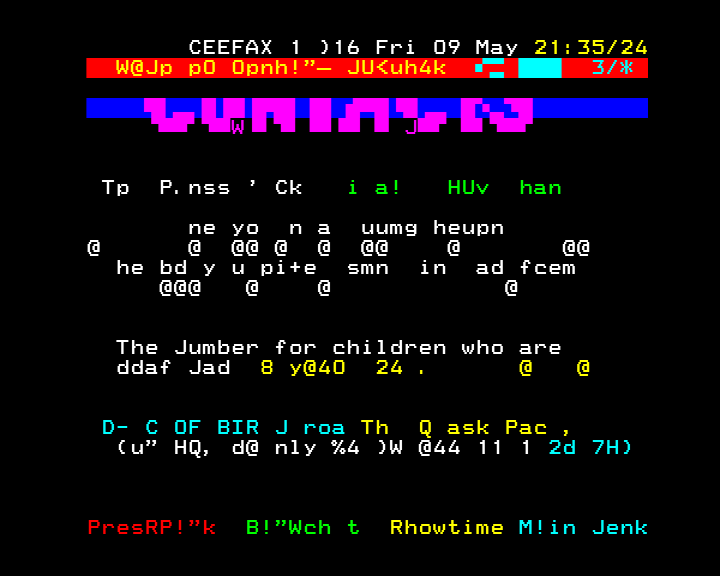 CEEFAX 1 )16 Fri 09 May 21:35/24
W@Jp pO Opnh!”— JUKuh4k 3/*
W J
Tp P.nss ’ Ck i a! HUv han
ne yo n a uumg heupn
@ @ @@ @ @ @@ @ @@
he bd y u pi+e smn in ad fcem
@@@ @ @ @
The Jumber for children who are
ddaf Jad 8 y@40 24 . @ @
D- C OF BIR J roa Th Q ask Pac ,
(u” HQ, d@ nly %4 )W @44 11 1 2d 7H)
PresRP!”k B!”Wch t Rhowtime M!in Jenk